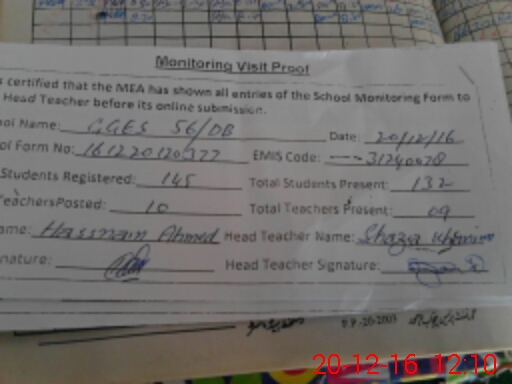 Monitoring Visit Proof
s certified that the MEA has shown all entries of the School Monitoring Form to
Head Teacher before its online submission.
ool Name: GGES 56/DB Date: 20/12/16
ol Form No: 161220120377 EMIS Code: ----31240028
Students Registered: 145 Total Students Present: 132
TeachersPosted: 10 Total Teachers Present: 09
ame: Hassnain Ahmed Head Teacher Name: Shazia
nature: Head Teacher Signature:
20-12-16 12:10